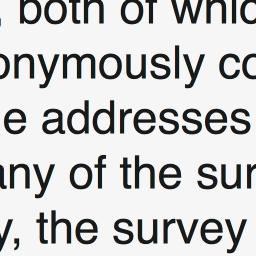 , both of whic
onymously co
e addresses
any of the sur
y, the survey